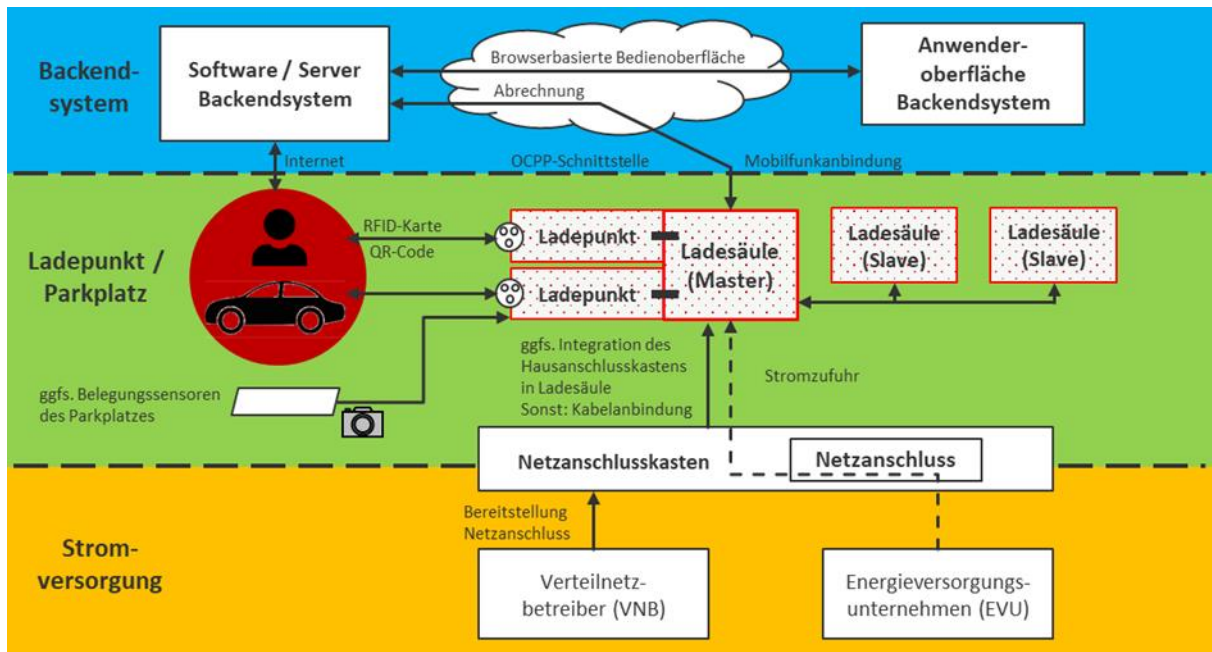 Backend-
system
Software / Server
Backendsystem
Browserbasierte Bedienoberfläche
Abrechnung
Anwender-
oberfläche
Backendsystem
Internet
OCPP-Schnittstelle
Mobilfunkanbindung
Ladepunkt /
Parkplatz
RFID-Karte
QR-Code
Ladepunkt
Ladepunkt
Ladesäule
(Master)
Ladesäule
(Slave)
Ladesäule
(Slave)
ggfs. Belegungssensoren
des Parkplatzes
ggfs. Integration des
Hausanschlusskastens
in Ladesäule
Sonst: Kabelanbindung
Stromzufuhr
Netzanschlusskasten
Netzanschluss
Strom-
versorgung
Bereitstellung
Netzanschluss
Verteilnetz-
betreiber (VNB)
Energieversorgungs-
unternehmen (EVU)